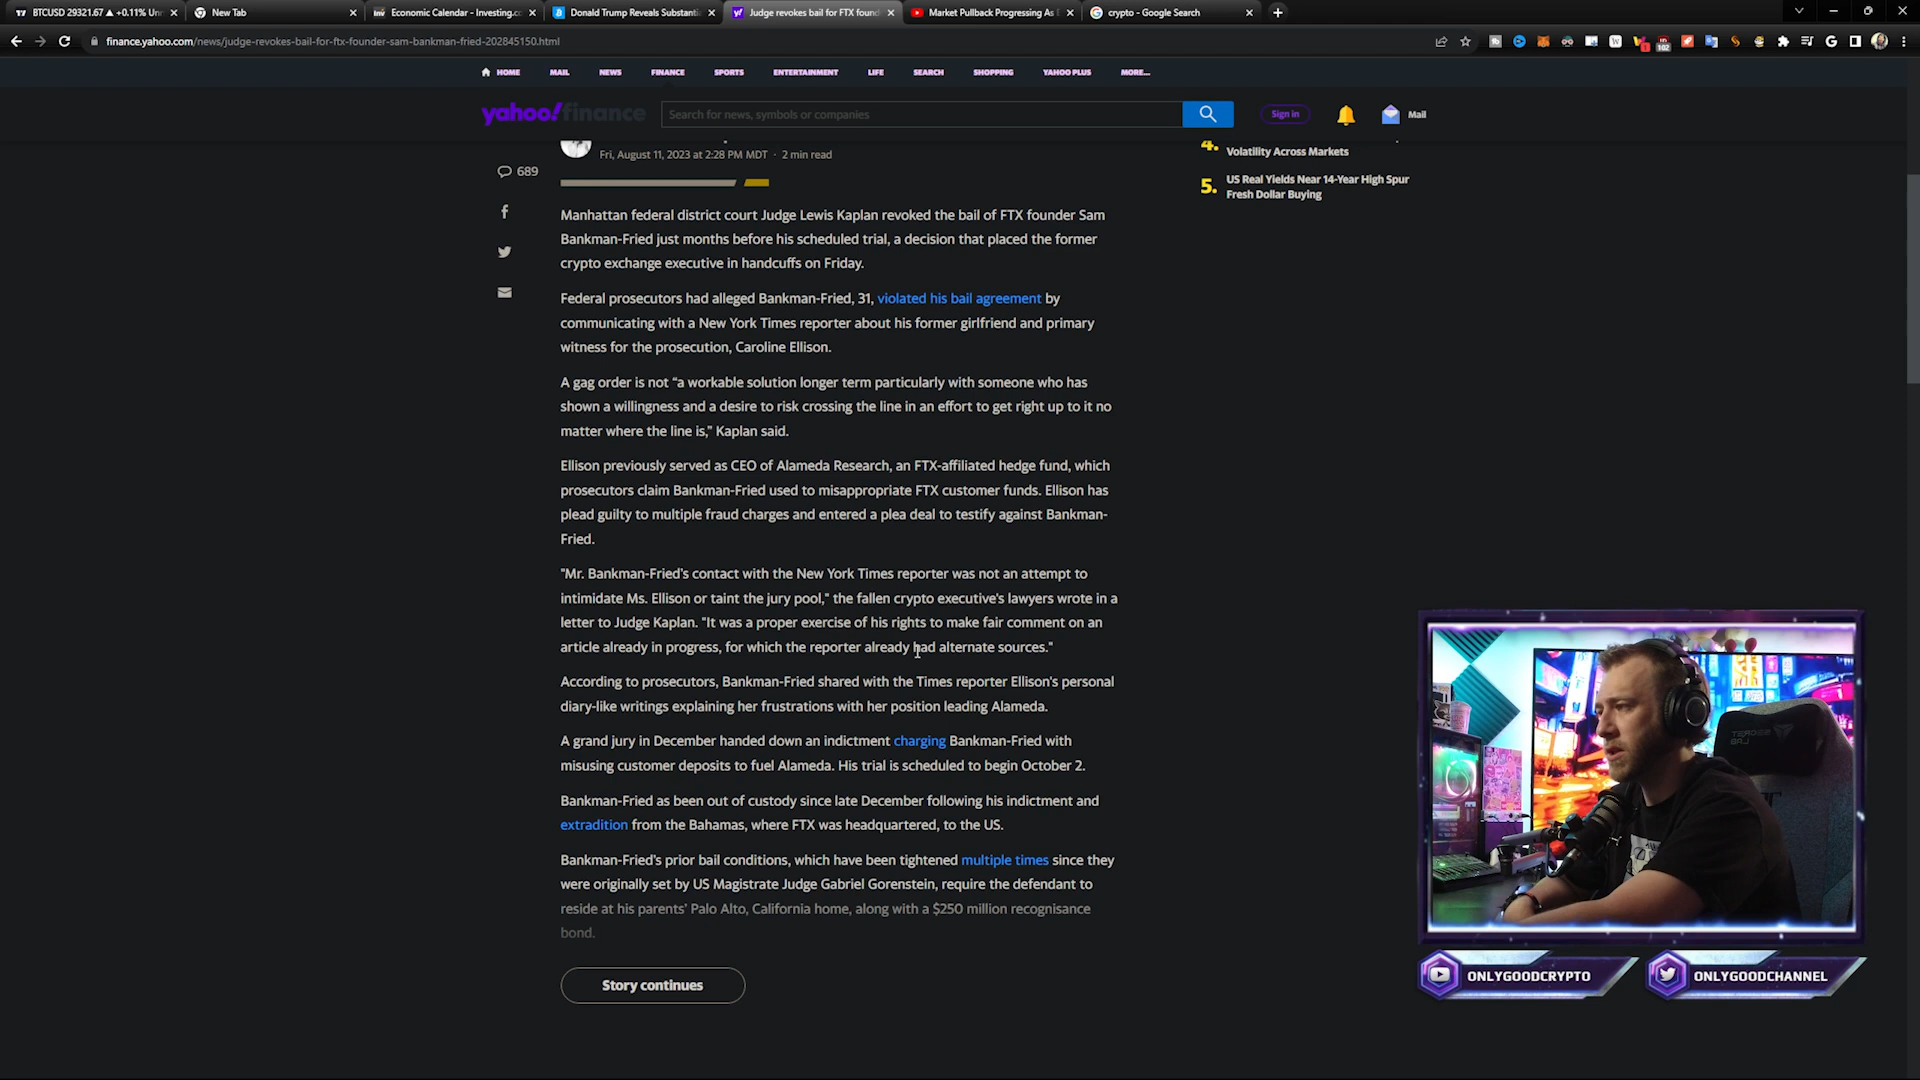 BTCUSD 29321.67 ▲ +0.11% Unn
New Tab
Economic Calendar - Investing.co
Donald Trump Reveals Substantia
Judge revokes bail for FTX found
Market Pullback Progressing As
crypto - Google Search
finance.yahoo.com/news/judge-revokes-bail-for-ftx-founder-sam-bankman-fried-202845150.html
102
HOME MAIL NEWS FINANCE SPORTS ENTERTAINMENT LIFE SEARCH SHOPPING YAHOO PLUS MORE...
yahoo!finance
Search for news, symbols or companies
Sign in
Mail
Fri, August 11, 2023 at 2:28 PM MDT · 2 min read
689
4.
Volatility Across Markets
5. US Real Yields Near 14-Year High Spur
Fresh Dollar Buying
Manhattan federal district court Judge Lewis Kaplan revoked the bail of FTX founder Sam
Bankman-Fried just months before his scheduled trial, a decision that placed the former
crypto exchange executive in handcuffs on Friday.
Federal prosecutors had alleged Bankman-Fried, 31, violated his bail agreement by
communicating with a New York Times reporter about his former girlfriend and primary
witness for the prosecution, Caroline Ellison.
A gag order is not “a workable solution longer term particularly with someone who has
shown a willingness and a desire to risk crossing the line in an effort to get right up to it no
matter where the line is,” Kaplan said.
Ellison previously served as CEO of Alameda Research, an FTX-affiliated hedge fund, which
prosecutors claim Bankman-Fried used to misappropriate FTX customer funds. Ellison has
plead guilty to multiple fraud charges and entered a plea deal to testify against Bankman-
Fried.
"Mr. Bankman-Fried’s contact with the New York Times reporter was not an attempt to
intimidate Ms. Ellison or taint the jury pool," the fallen crypto executive's lawyers wrote in a
letter to Judge Kaplan. "It was a proper exercise of his rights to make fair comment on an
article already in progress, for which the reporter already had alternate sources."
According to prosecutors, Bankman-Fried shared with the Times reporter Ellison's personal
diary-like writings explaining her frustrations with her position leading Alameda.
A grand jury in December handed down an indictment charging Bankman-Fried with
misusing customer deposits to fuel Alameda. His trial is scheduled to begin October 2.
Bankman-Fried as been out of custody since late December following his indictment and
extradition from the Bahamas, where FTX was headquartered, to the US.
Bankman-Fried's prior bail conditions, which have been tightened multiple times since they
were originally set by US Magistrate Judge Gabriel Gorenstein, require the defendant to
reside at his parents’ Palo Alto, California home, along with a $250 million recognisance
bond.
Story continues
ONLYGOODCRYPTO
ONLYGOODCHANNEL